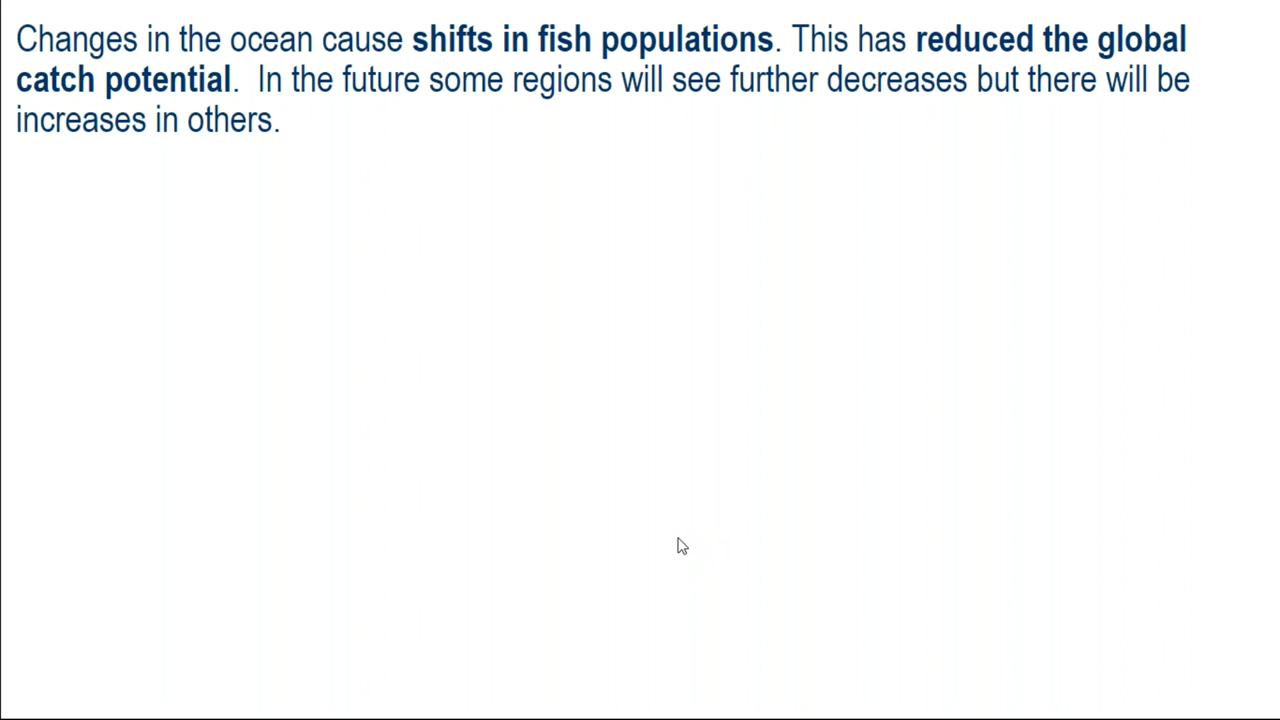 Changes in the ocean cause shifts in fish populations. This has reduced the global
catch potential.  In the future some regions will see further decreases but there will be
increases in others.